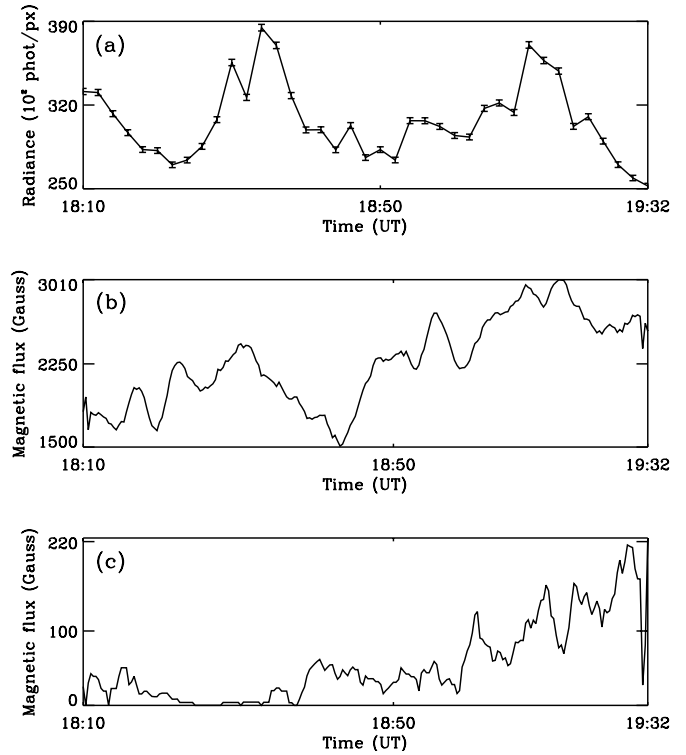 390
(a)
320
250
Radiance (10² phot/px)
18:10 18:50 19:32
Time (UT)
3010
(b)
2250
1500
Magnetic flux (Gauss)
18:10 18:50 19:32
Time (UT)
220
(c)
100
0
Magnetic flux (Gauss)
18:10 18:50 19:32
Time (UT)